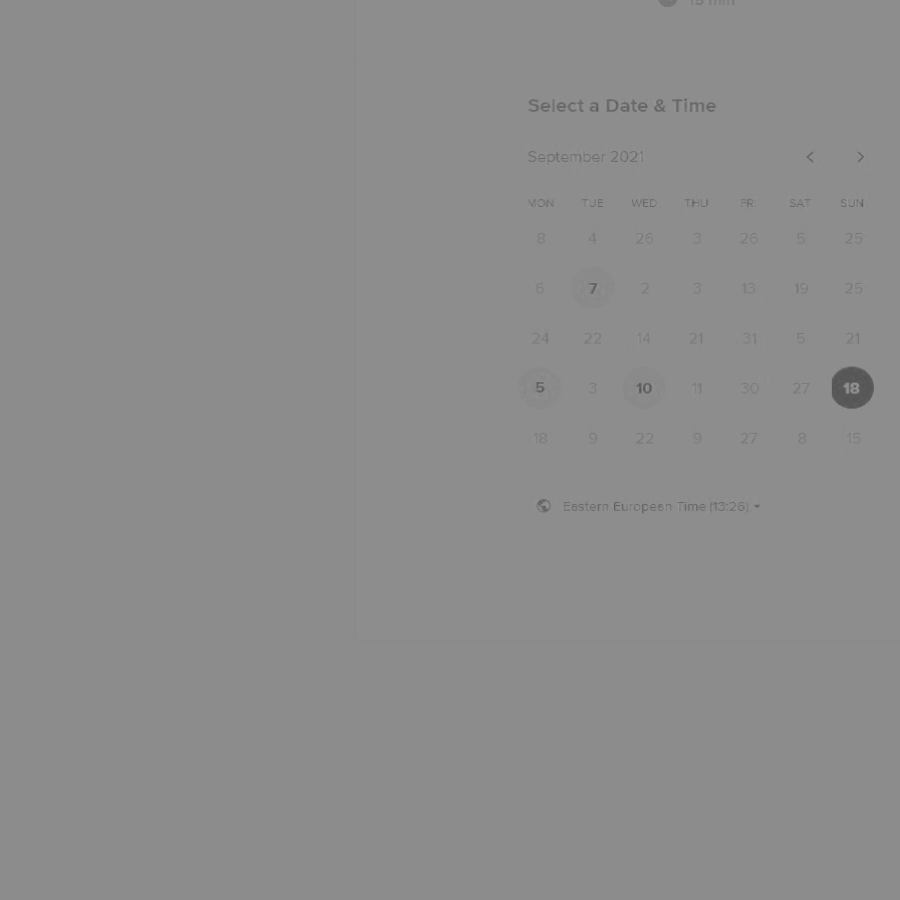 15 min
Select a Date & Time
September 2021
MON TUE WED THU FRI SAT SUN
8 4 26 3 26 5 25
6 7 2 3 13 19 25
24 22 14 21 31 5 21
5 3 10 11 30 27 18
18 9 22 9 27 8 15
Eastern European Time (13:26)